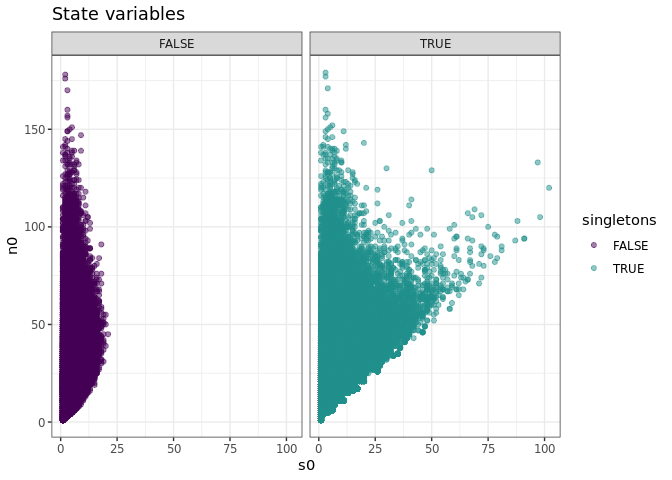 State variables
FALSE TRUE
150
100
50
0
n0
0 25 50 75 100 0 25 50 75 100
s0
singletons
FALSE
TRUE